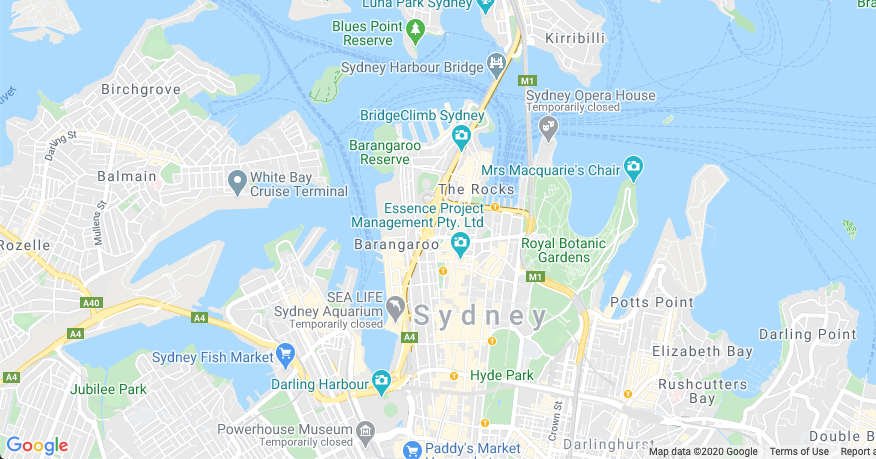 Luna Park Sydney
Bra
Blues Point
Reserve
Kirribilli
Sydney Harbour Bridge
M1
Birchgrove
Sydney Opera House
Temporarily closed
BridgeClimb Sydney
Darling St
Barangaroo
Reserve
Mrs Macquarie's Chair
Balmain
White Bay
Cruise Terminal
The Rocks
Mullens St
Essence Project
Management Pty. Ltd
Rozelle
Barangaroo
Royal Botanic
Gardens
M1
A40
SEA LIFE
Sydney Aquarium
Temporarily closed
Potts Point
A4
Sydney
A4
A4
Darling Point
Sydney Fish Market
Elizabeth Bay
A4
Darling Harbour
Hyde Park
Rushcutters
Bay
Jubilee Park
Crown St
Powerhouse Museum
Temporarily closed
Double B
Darlinghurst
Paddy's Market
Google
Map data ©2020 Google
Terms of Use
Report a